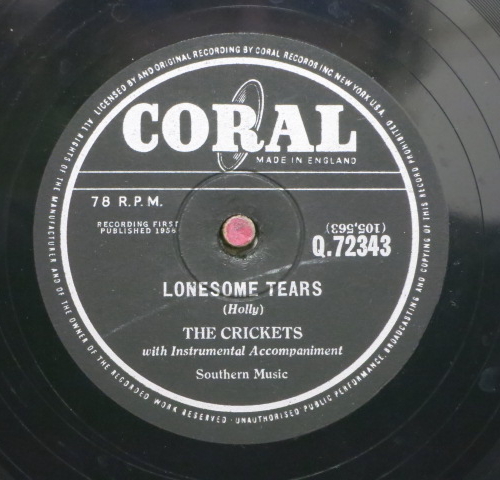 LICENSED BY AND ORIGINAL RECORDING BY CORAL RECORDS INC NEW YORK U.S.A.
CORAL
MADE IN ENGLAND
78 R.P.M.
RECORDING FIRST
PUBLISHED 1958
(105,563)
Q.72343
LONESOME TEARS
(Holly)
THE CRICKETS
with Instrumental Accompaniment
Southern Music
ALL RIGHTS OF THE MANUFACTURER AND OF THE OWNER OF THE RECORDED WORK RESERVED · UNAUTHORISED PUBLIC PERFORMANCE, BROADCASTING AND COPYING OF THIS RECORD PROHIBITED